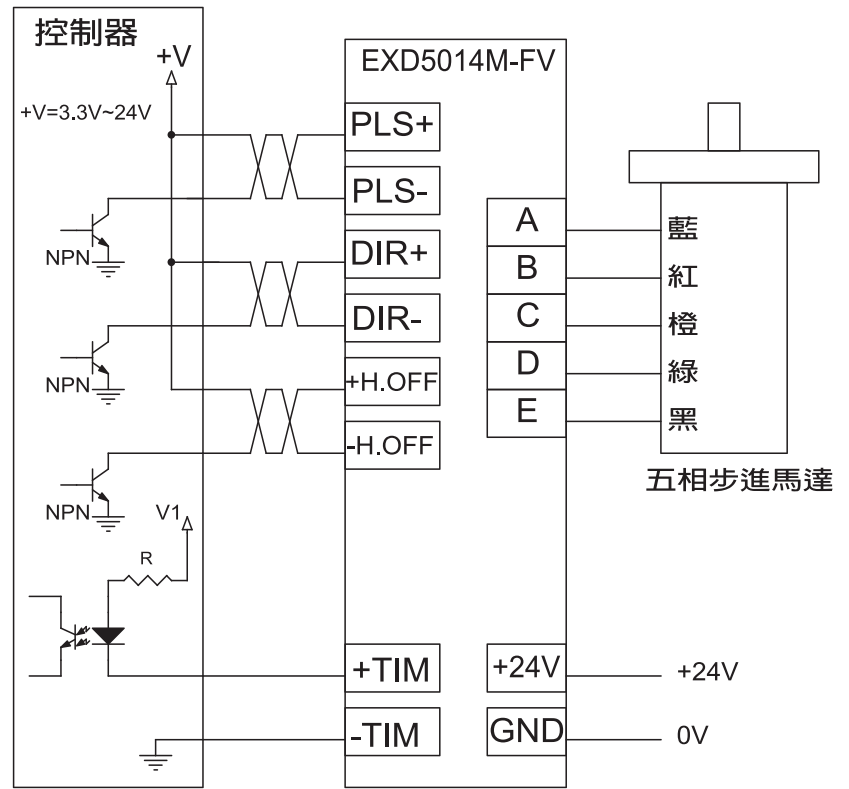 控制器
+V
+V=3.3V~24V
NPN
NPN
NPN
V1
R
EXD5014M-FV
PLS+
PLS-
DIR+
DIR-
+H.OFF
-H.OFF
+TIM
-TIM
A
B
C
D
E
+24V
GND
藍
紅
橙
綠
黑
五相步進馬達
+24V
0V